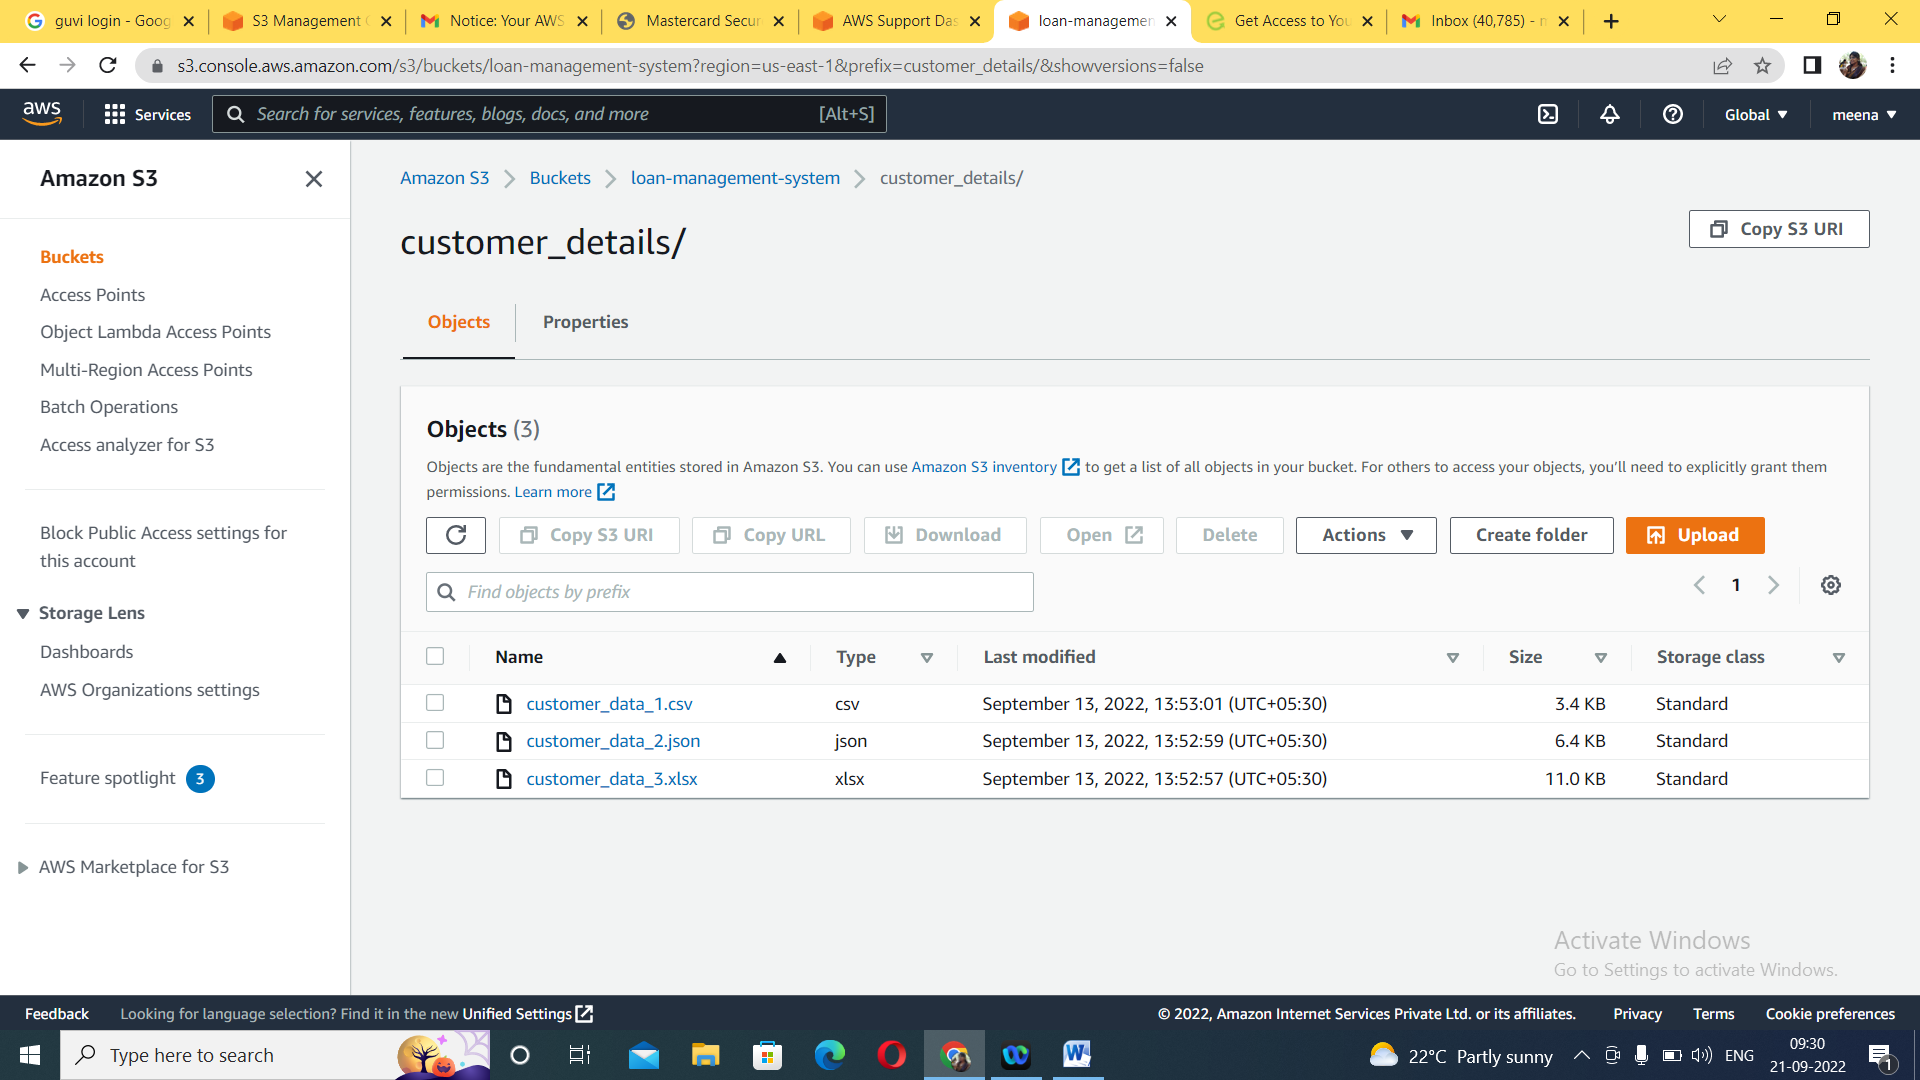 guvi login - Goog
S3 Management C
Notice: Your AWS
Mastercard Secur
AWS Support Das
loan-managemen
Get Access to You
Inbox (40,785) - m
s3.console.aws.amazon.com/s3/buckets/loan-management-system?region=us-east-1&prefix=customer_details/&showversions=false
aws
Services
Search for services, features, blogs, docs, and more
[Alt+S]
Global
meena
Amazon S3
Buckets
Access Points
Object Lambda Access Points
Multi-Region Access Points
Batch Operations
Access analyzer for S3
Block Public Access settings for
this account
Storage Lens
Dashboards
AWS Organizations settings
Feature spotlight 3
AWS Marketplace for S3
Amazon S3 > Buckets > loan-management-system > customer_details/
customer_details/
Copy S3 URI
Objects
Properties
Objects (3)
Objects are the fundamental entities stored in Amazon S3. You can use Amazon S3 inventory to get a list of all objects in your bucket. For others to access your objects, you'll need to explicitly grant them
permissions. Learn more
Copy S3 URI
Copy URL
Download
Open
Delete
Actions
Create folder
Upload
Find objects by prefix
1
Name Type Last modified Size Storage class
customer_data_1.csv csv September 13, 2022, 13:53:01 (UTC+05:30) 3.4 KB Standard
customer_data_2.json json September 13, 2022, 13:52:59 (UTC+05:30) 6.4 KB Standard
customer_data_3.xlsx xlsx September 13, 2022, 13:52:57 (UTC+05:30) 11.0 KB Standard
Activate Windows
Go to Settings to activate Windows.
Feedback
Looking for language selection? Find it in the new Unified Settings
© 2022, Amazon Internet Services Private Ltd. or its affiliates.
Privacy
Terms
Cookie preferences
Type here to search
22°C Partly sunny
ENG
09:30
21-09-2022
1